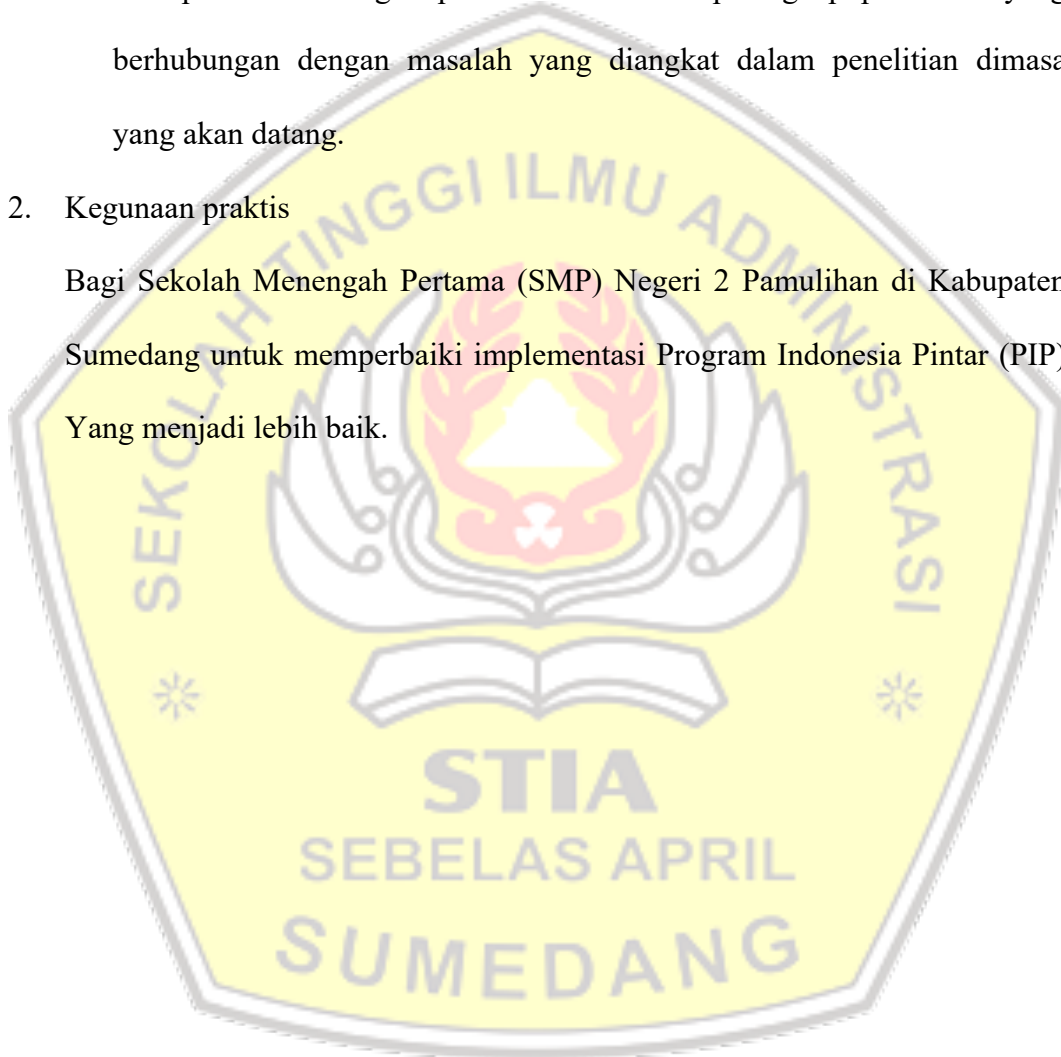 berhubungan dengan masalah yang diangkat dalam penelitian dimasa
yang akan datang.
2. Kegunaan praktis
Bagi Sekolah Menengah Pertama (SMP) Negeri 2 Pamulihan di Kabupaten
Sumedang untuk memperbaiki implementasi Program Indonesia Pintar (PIP)
Yang menjadi lebih baik.
SEKOLAH TINGGI ILMU ADMINISTRASI
STIA
SEBELAS APRIL
SUMEDANG